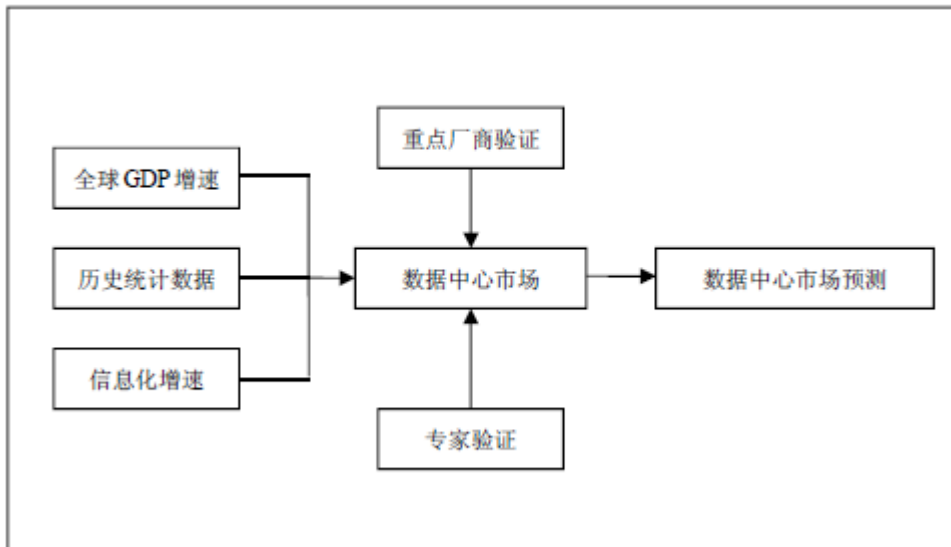 重点厂商验证
全球GDP增速
历史统计数据
数据中心市场
数据中心市场预测
信息化增速
专家验证